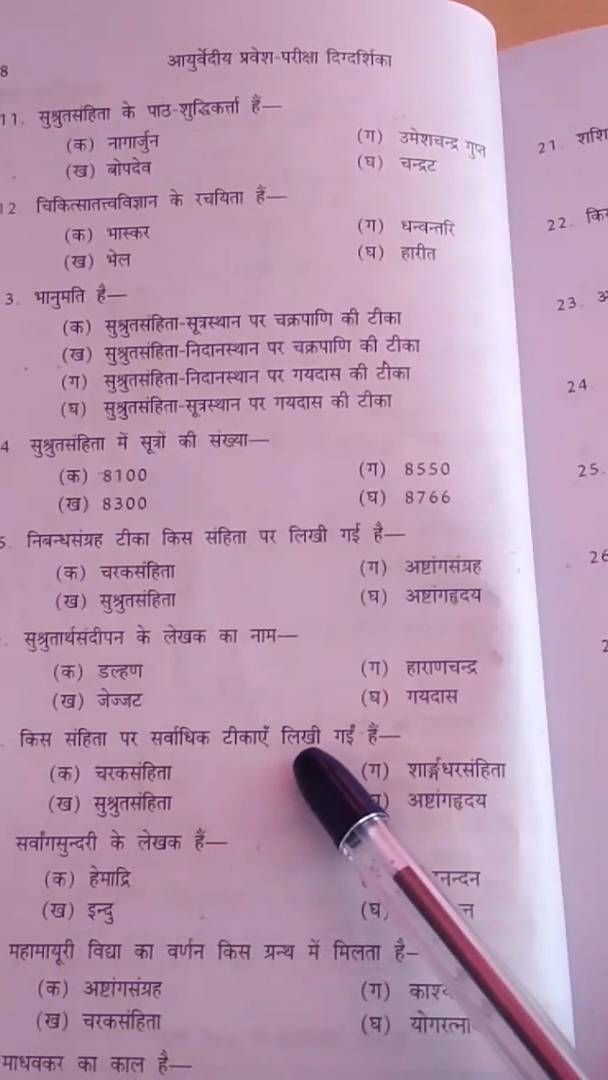 8
आयुर्वेदीय प्रवेश-परीक्षा दिग्दर्शिका
11. सुश्रुतसंहिता के पाठ-शुद्धिकर्त्ता हैं—
(क) नागार्जुन (ग) उमेशचन्द्र गुप्त
(ख) बोपदेव (घ) चन्द्रट
12 चिकित्सातत्त्वविज्ञान के रचयिता हैं—
(क) भास्कर (ग) धन्वन्तरि
(ख) भेल (घ) हारीत
3. भानुमति है—
(क) सुश्रुतसंहिता-सूत्रस्थान पर चक्रपाणि की टीका
(ख) सुश्रुतसंहिता-निदानस्थान पर चक्रपाणि की टीका
(ग) सुश्रुतसंहिता-निदानस्थान पर गयदास की टीका
(घ) सुश्रुतसंहिता-सूत्रस्थान पर गयदास की टीका
4 सुश्रुतसंहिता में सूत्रों की संख्या—
(क) 8100 (ग) 8550
(ख) 8300 (घ) 8766
5. निबन्धसंग्रह टीका किस संहिता पर लिखी गई है—
(क) चरकसंहिता (ग) अष्टांगसंग्रह
(ख) सुश्रुतसंहिता (घ) अष्टांगहृदय
सुश्रुतार्थसंदीपन के लेखक का नाम—
(क) डल्हण (ग) हाराणचन्द्र
(ख) जेज्जट (घ) गयदास
किस संहिता पर सर्वाधिक टीकाएँ लिखी गईं हैं—
(क) चरकसंहिता (ग) शार्ङ्गधरसंहिता
(ख) सुश्रुतसंहिता अष्टांगहृदय
सर्वांगसुन्दरी के लेखक हैं—
(क) हेमाद्रि
(ख) इन्दु (घ)
महामायूरी विद्या का वर्णन किस ग्रन्थ में मिलता है—
(क) अष्टांगसंग्रह (ग)
(ख) चरकसंहिता (घ)
माधवकर का काल है—
21. शशि
22. कि
23.
24
25.
26